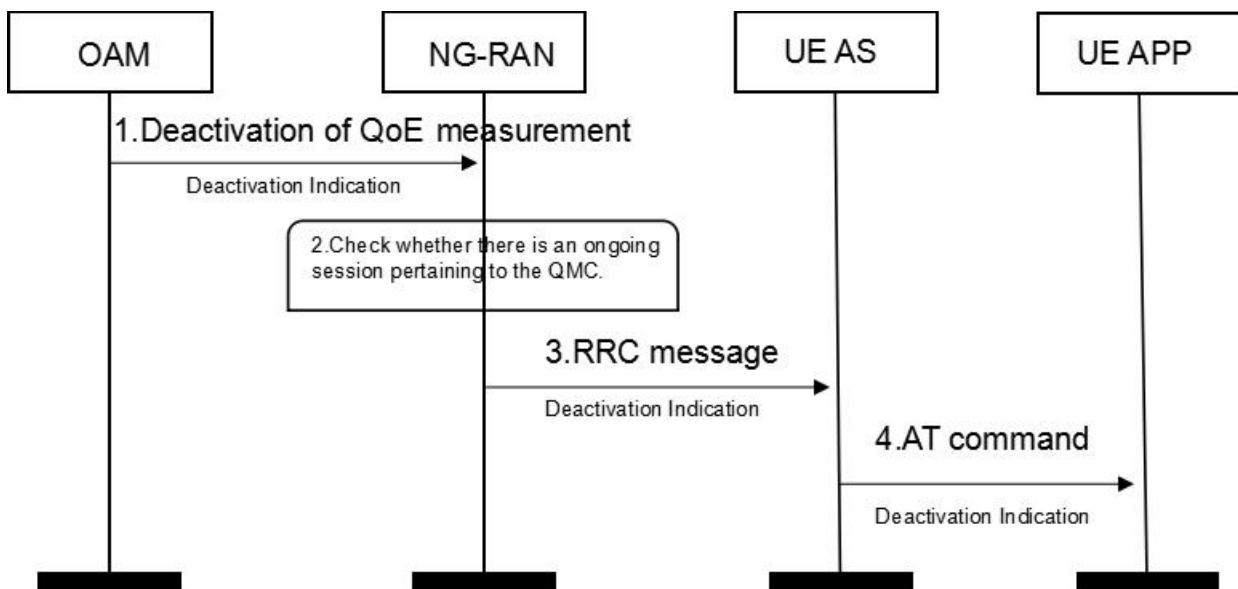 OAM
NG-RAN
UE AS
UE APP
1.Deactivation of QoE measurement
Deactivation Indication
2.Check whether there is an ongoing
session pertaining to the QMC.
3.RRC message
Deactivation Indication
4.AT command
Deactivation Indication